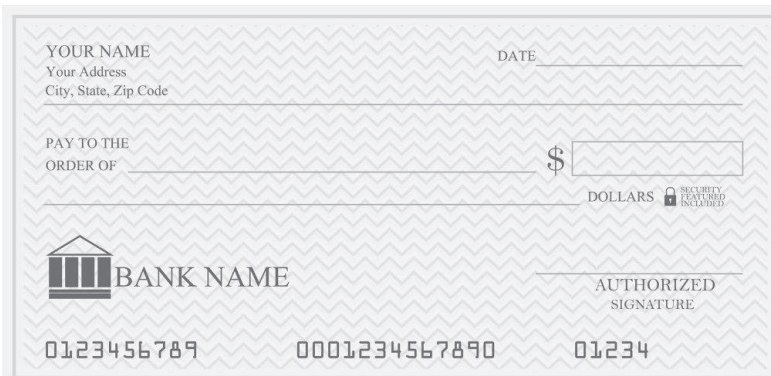 YOUR NAME
Your Address
City, State, Zip Code
DATE
PAY TO THE
ORDER OF
$
DOLLARS
SECURITY
FEATURED
INCLUDED
BANK NAME
AUTHORIZED
SIGNATURE
0123456789 0001234567890 01234